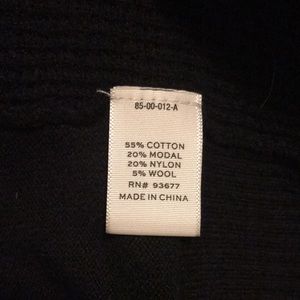 85-00-012-A
55% COTTON
20% MODAL
20% NYLON
5% WOOL
RN# 93677
MADE IN CHINA